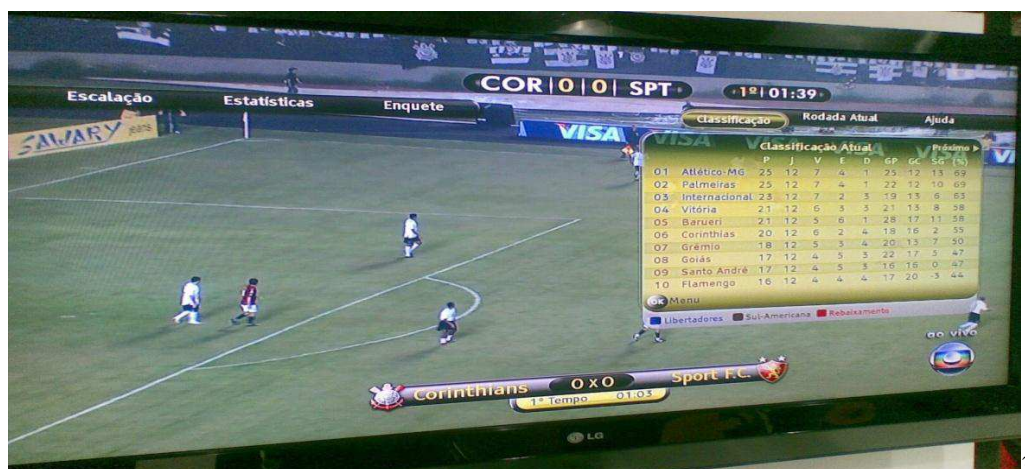 COR 0 0 SPT 1º 01:39
Escalação Estatísticas Enquete Classificação Rodada Atual Ajuda
VISA VISA
Classificação Atual Próximo
P J V E D GP GC SG (%)
01 Atlético-MG 25 12 7 4 1 25 12 13 69
02 Palmeiras 25 12 7 4 1 22 12 10 69
03 Internacional 23 12 7 2 3 19 13 6 63
04 Vitória 21 12 6 3 3 21 13 8 58
05 Barueri 21 12 5 6 1 28 17 11 58
06 Corinthias 20 12 6 2 4 18 16 2 55
07 Grêmio 18 12 5 3 4 20 13 7 50
08 Goiás 17 12 4 5 3 22 17 5 47
09 Santo André 17 12 4 5 3 16 16 0 47
10 Flamengo 16 12 4 4 4 17 20 -3 44
OK Menu
Libertadores Sul-Americana Rebaixamento
ao vivo
Corinthians 0 x 0 Sport F.C.
1º Tempo 01:03
LG